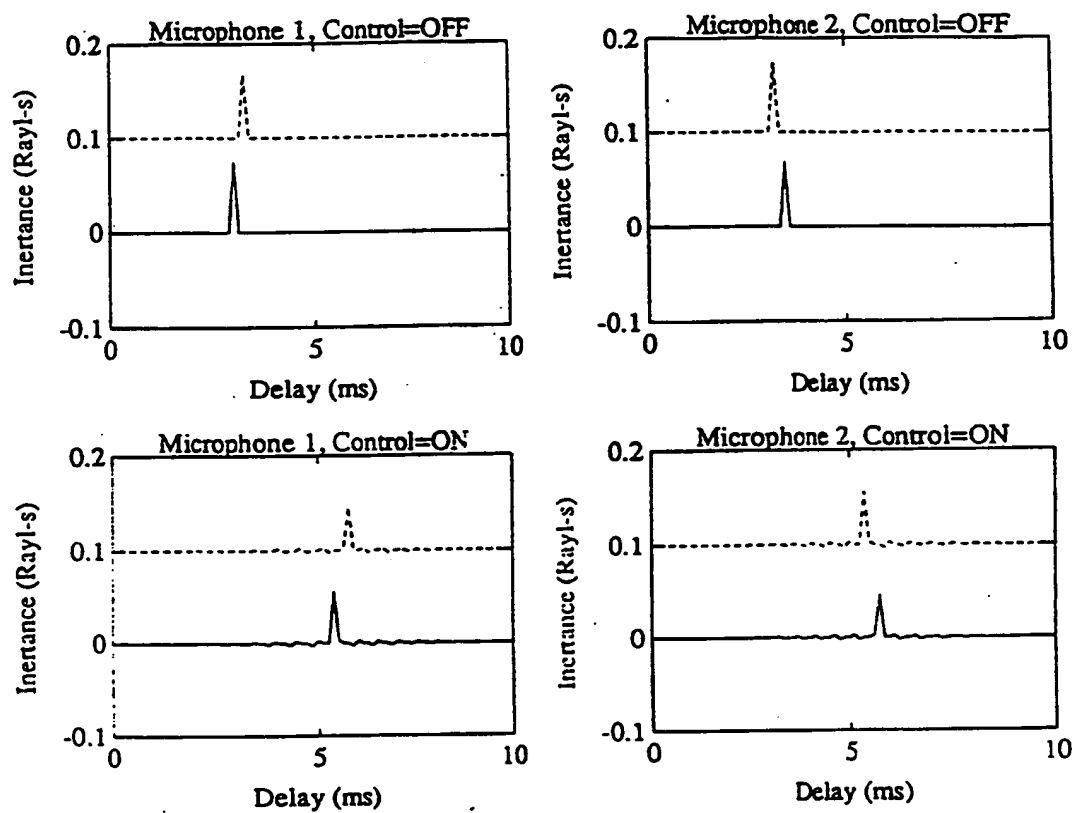 Microphone 1, Control=OFF
0.2
0.1
0
-0.1
Inertance (Rayl-s)
0
5
10
Delay (ms)
Microphone 2, Control=OFF
0.2
0.1
0
-0.1
Inertance (Rayl-s)
0
5
10
Delay (ms)
Microphone 1, Control=ON
0.2
0.1
0
-0.1
Inertance (Rayl-s)
0
5
10
Delay (ms)
Microphone 2, Control=ON
0.2
0.1
0
-0.1
Inertance (Rayl-s)
0
5
10
Delay (ms)